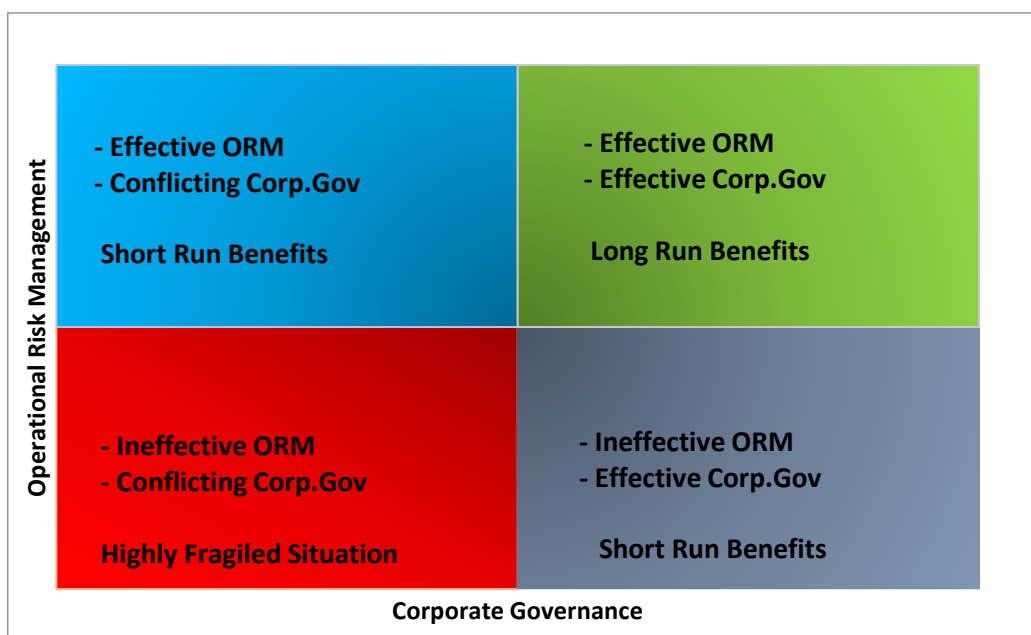 Operational Risk Management
- Effective ORM
- Conflicting Corp.Gov
Short Run Benefits
- Effective ORM
- Effective Corp.Gov
Long Run Benefits
- Ineffective ORM
- Conflicting Corp.Gov
Highly Fragiled Situation
- Ineffective ORM
- Effective Corp.Gov
Short Run Benefits
Corporate Governance